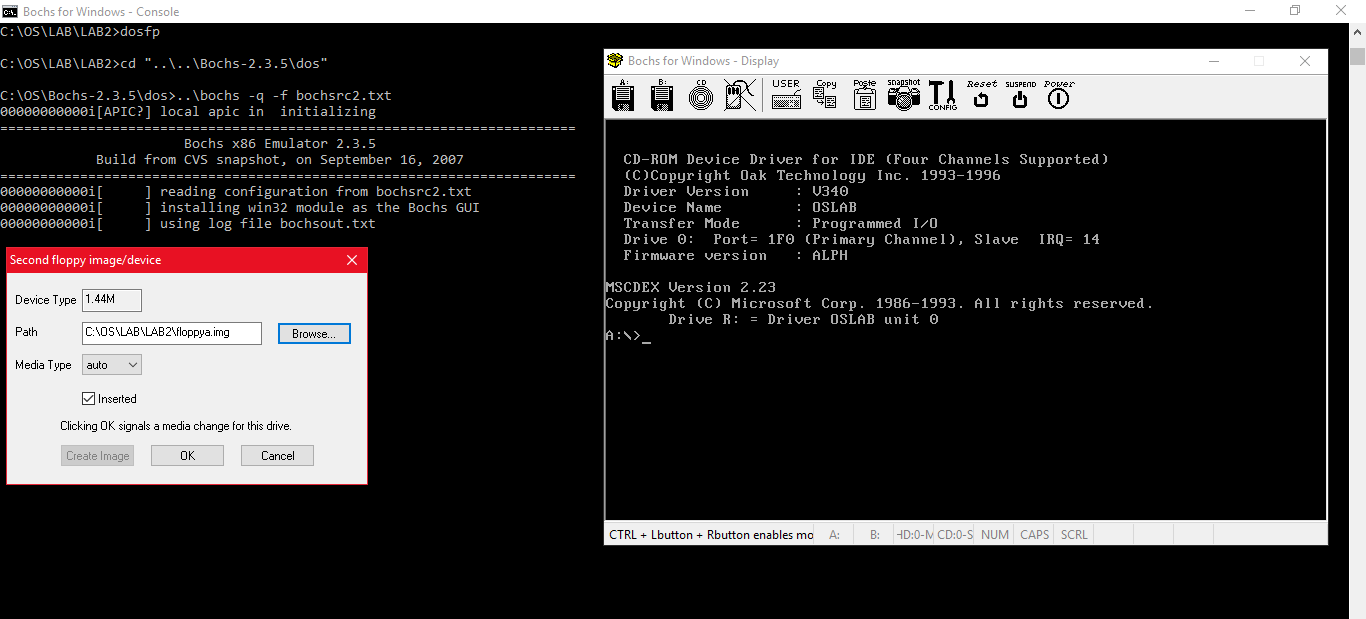 Bochs for Windows - Console
C:\OS\LAB\LAB2>dosfp
C:\OS\LAB\LAB2>cd "..\..\Bochs-2.3.5\dos"
C:\OS\Bochs-2.3.5\dos>..\bochs -q -f bochsrc2.txt
00000000000i[APIC?] local apic in  initializing
========================================================================
Bochs x86 Emulator 2.3.5
Build from CVS snapshot, on September 16, 2007
========================================================================
00000000000i[     ] reading configuration from bochsrc2.txt
00000000000i[     ] installing win32 module as the Bochs GUI
00000000000i[     ] using log file bochsout.txt
Second floppy image/device
Device Type 1.44M
Path C:\OS\LAB\LAB2\floppya.img Browse...
Media Type auto
Inserted
Clicking OK signals a media change for this drive.
Create Image OK Cancel
Bochs for Windows - Display
A: B: CD USER Copy Paste snapshot CONFIG Reset SUSPEND Power
CD-ROM Device Driver for IDE (Four Channels Supported)
(C)Copyright Oak Technology Inc. 1993-1996
Driver Version     : V340
Device Name        : OSLAB
Transfer Mode      : Programmed I/O
Drive 0:  Port= 1F0 (Primary Channel), Slave  IRQ= 14
Firmware version   : ALPH
MSCDEX Version 2.23
Copyright (C) Microsoft Corp. 1986-1993. All rights reserved.
Drive R: = Driver OSLAB unit 0
A:\>_
CTRL + Lbutton + Rbutton enables mo A: B: HD:0-M CD:0-S NUM CAPS SCRL